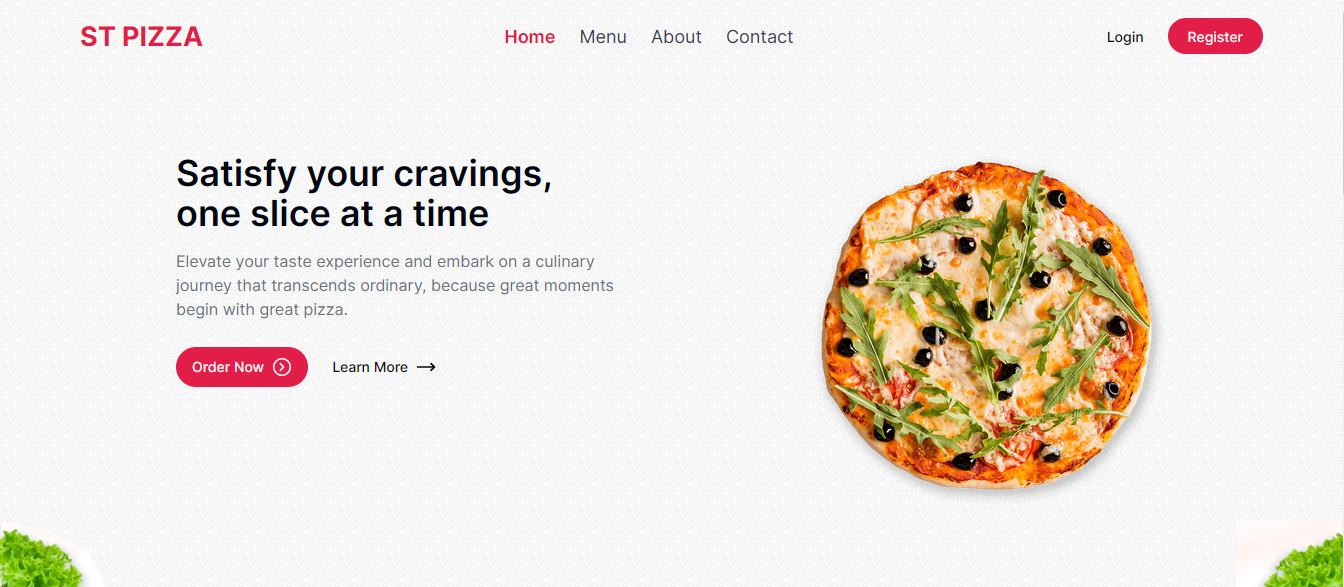 ST PIZZA
Home Menu About Contact
Login Register
Satisfy your cravings,
one slice at a time
Elevate your taste experience and embark on a culinary
journey that transcends ordinary, because great moments
begin with great pizza.
Order Now Learn More